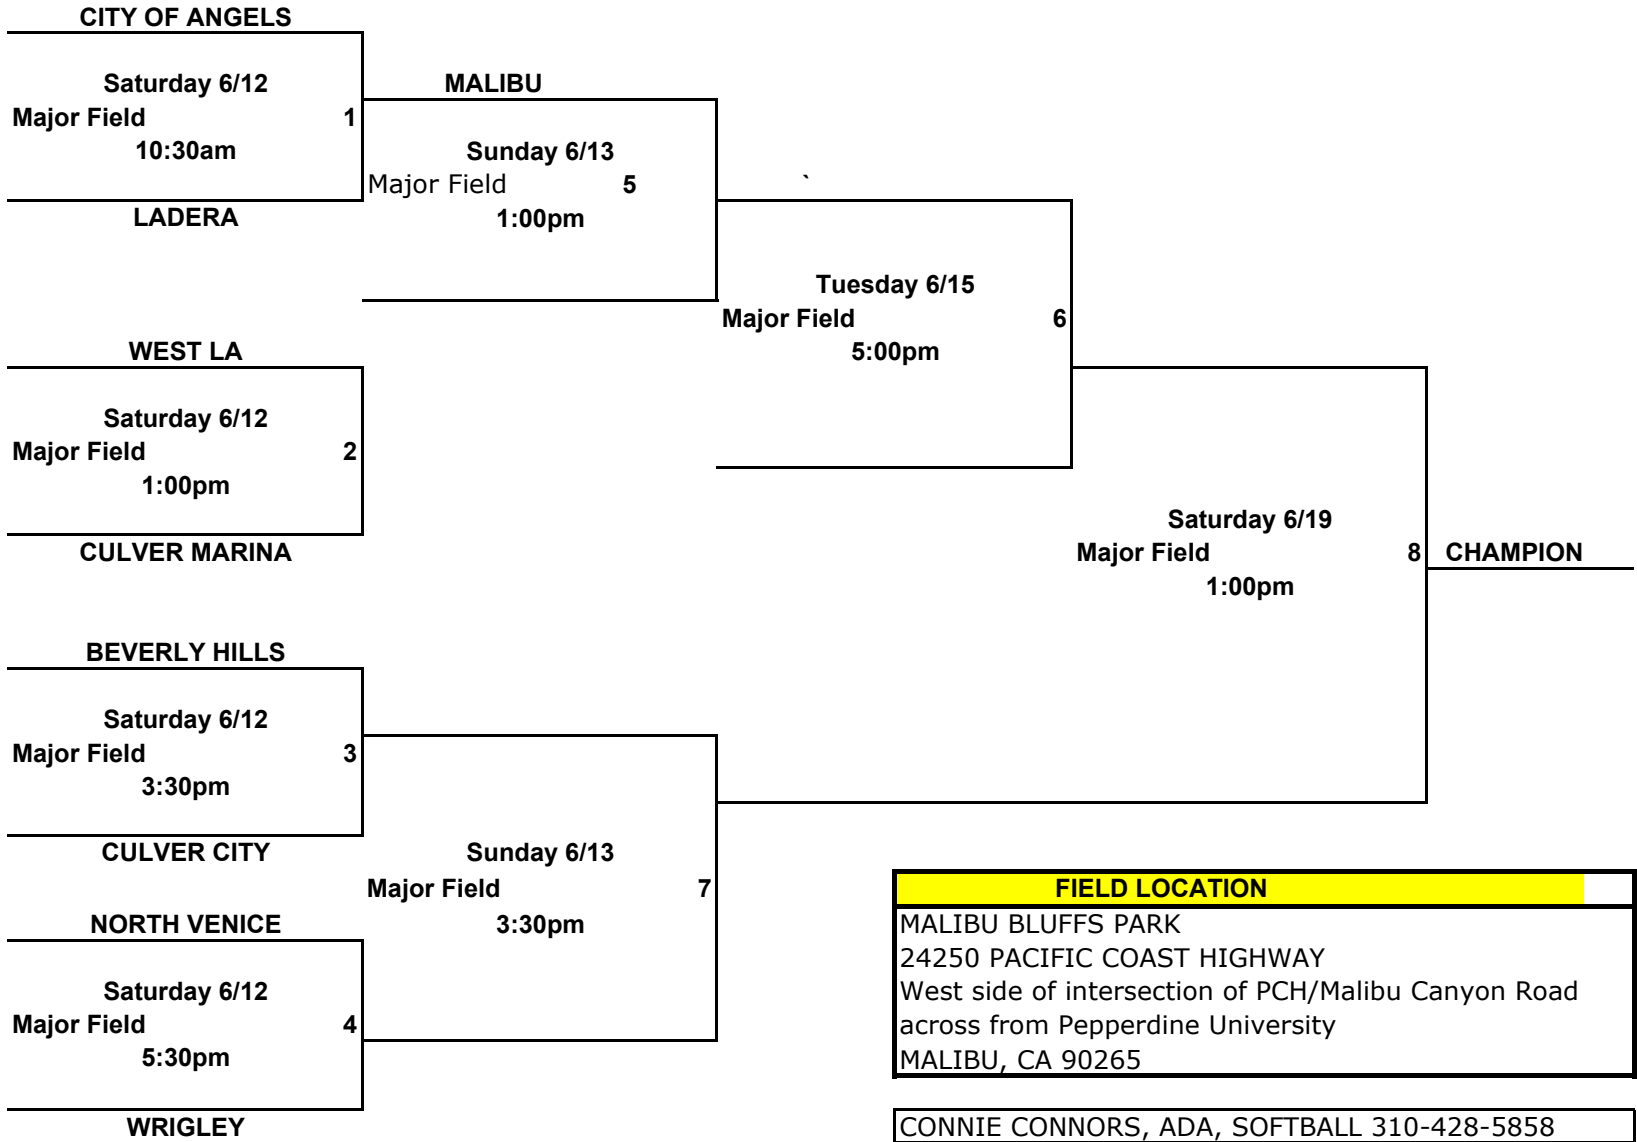 CITY OF ANGELS
Saturday 6/12
Major Field 1
10:30am
LADERA
WEST LA
Saturday 6/12
Major Field 2
1:00pm
CULVER MARINA
BEVERLY HILLS
Saturday 6/12
Major Field 3
3:30pm
CULVER CITY
NORTH VENICE
Saturday 6/12
Major Field 4
5:30pm
WRIGLEY
MALIBU
Sunday 6/13
Major Field 5
1:00pm
Sunday 6/13
Major Field 7
3:30pm
`
Tuesday 6/15
Major Field 6
5:00pm
Saturday 6/19
Major Field 8
1:00pm
CHAMPION
FIELD LOCATION
MALIBU BLUFFS PARK
24250 PACIFIC COAST HIGHWAY
West side of intersection of PCH/Malibu Canyon Road
across from Pepperdine University
MALIBU, CA 90265
CONNIE CONNORS, ADA, SOFTBALL 310-428-5858